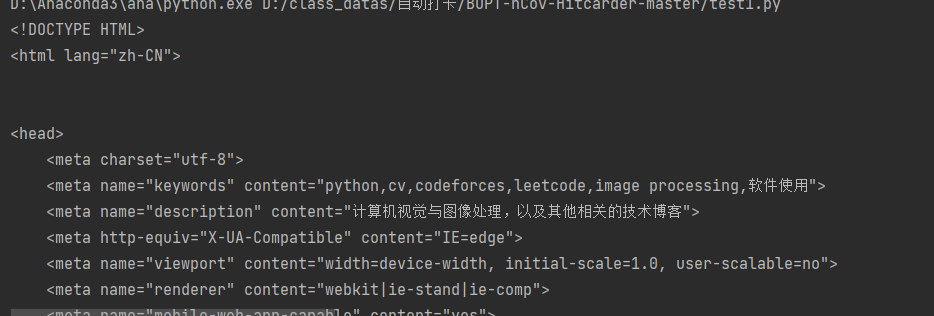 D:\Anaconda3\ana\python.exe D:/class_datas/自动打卡/BUPT-nCov-Hitcarder-master/test1.py
<!DOCTYPE HTML>
<html lang="zh-CN">
<head>
<meta charset="utf-8">
<meta name="keywords" content="python,cv,codeforces,leetcode,image processing,软件使用">
<meta name="description" content="计算机视觉与图像处理，以及其他相关的技术博客">
<meta http-equiv="X-UA-Compatible" content="IE=edge">
<meta name="viewport" content="width=device-width, initial-scale=1.0, user-scalable=no">
<meta name="renderer" content="webkit|ie-stand|ie-comp">
<meta name="mobile-web-app-capable" content="yes">